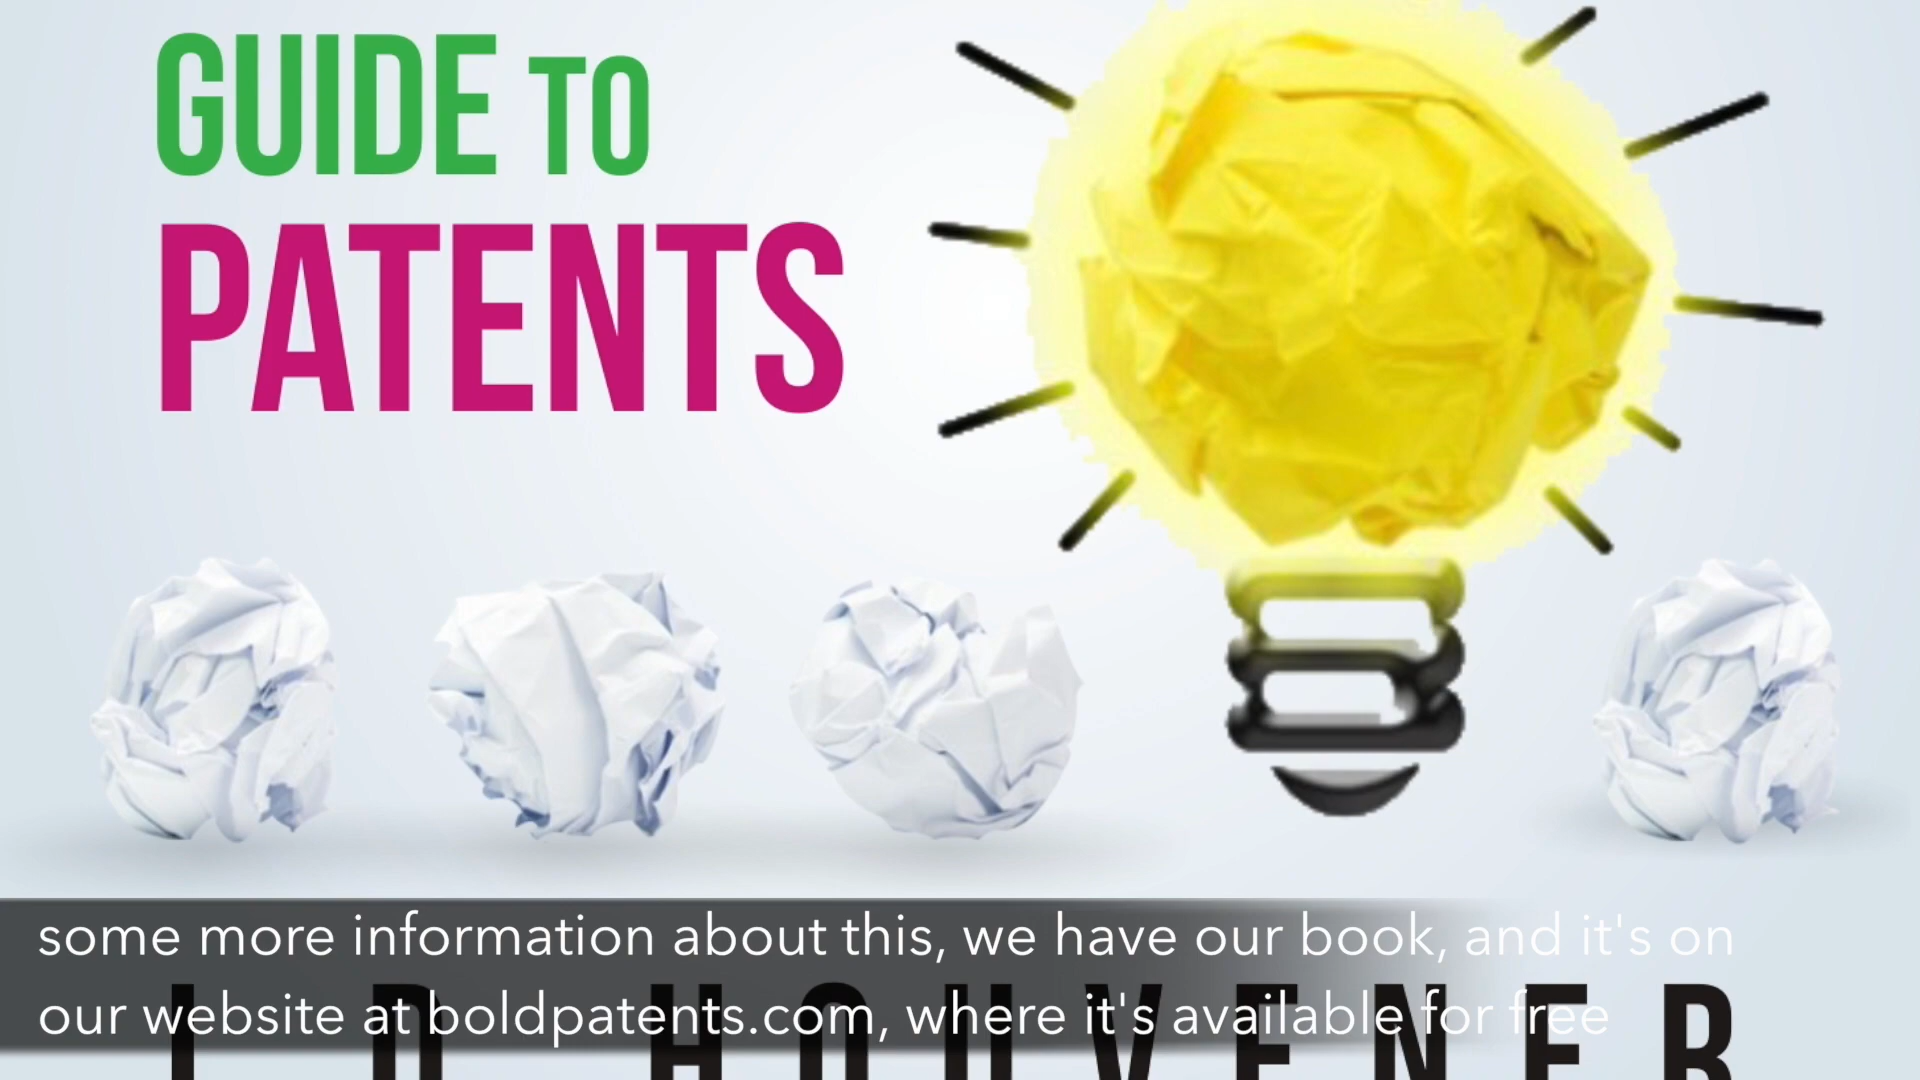 GUIDE TO
PATENTS
some more information about this, we have our book, and it's on
our website at boldpatents.com, where it's available for free
J D HOUVENER